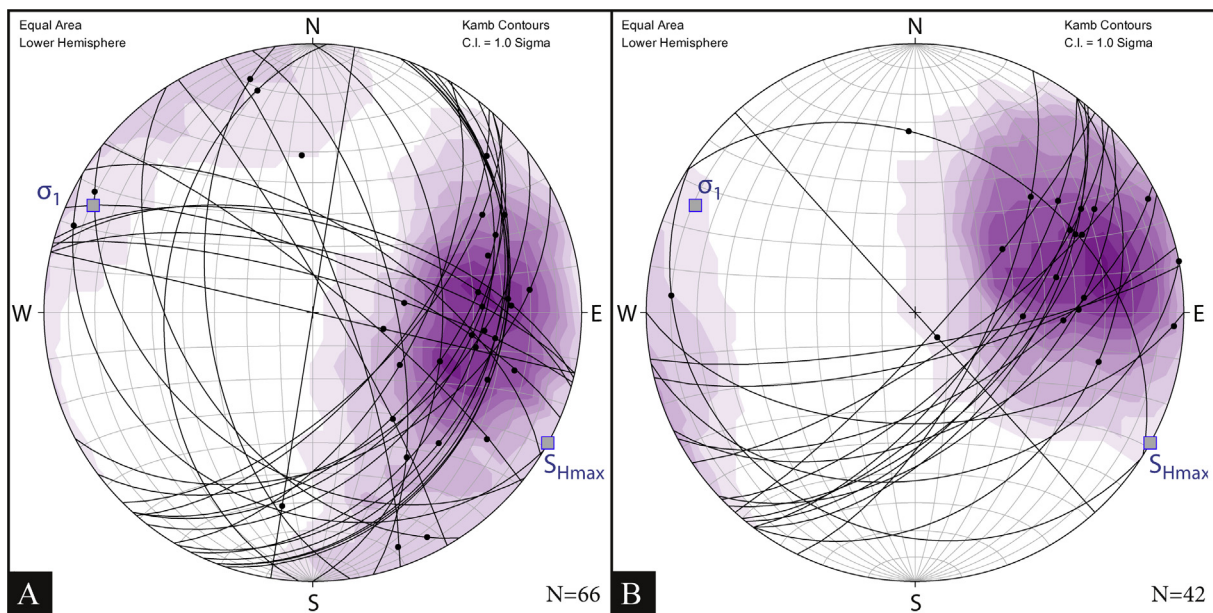 Equal Area
Lower Hemisphere
N
Kamb Contours
C.I. = 1.0 Sigma
σ1
W
E
SHmax
S
A
N=66
Equal Area
Lower Hemisphere
N
Kamb Contours
C.I. = 1.0 Sigma
σ1
W
E
SHmax
S
B
N=42